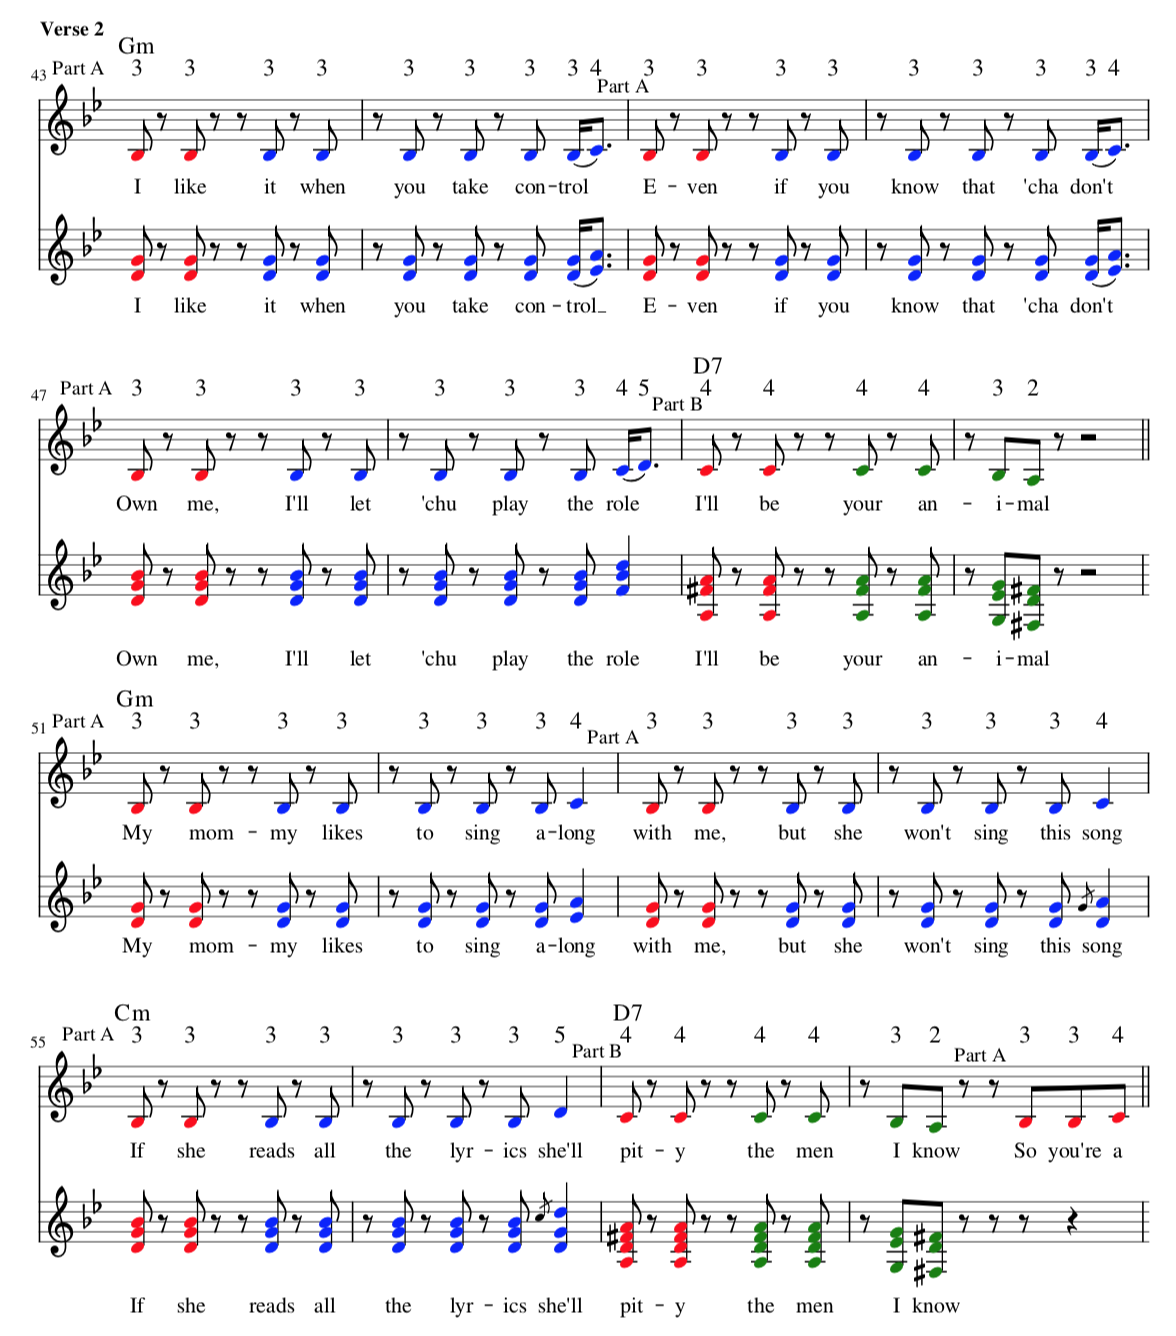 Verse 2
Gm
Part A 3 3 3 3 3 3 3 3 4 Part A 3 3 3 3 3 3 3 3 4
43
I like it when you take con-trol E - ven if you know that 'cha don't
I like it when you take con-trol_ E - ven if you know that 'cha don't
D7
Part A 3 3 3 3 3 3 3 4 5 Part B 4 4 4 4 3 2
47
Own me, I'll let 'chu play the role I'll be your an - i-mal
Own me, I'll let 'chu play the role I'll be your an - i-mal
Gm
Part A 3 3 3 3 3 3 3 4 Part A 3 3 3 3 3 3 3 4
51
My mom - my likes to sing a-long with me, but she won't sing this song
My mom - my likes to sing a-long with me, but she won't sing this song
Cm D7
Part A 3 3 3 3 3 3 3 5 Part B 4 4 4 4 3 2 Part A 3 3 4
55
If she reads all the lyr - ics she'll pit - y the men I know So you're a
If she reads all the lyr - ics she'll pit - y the men I know